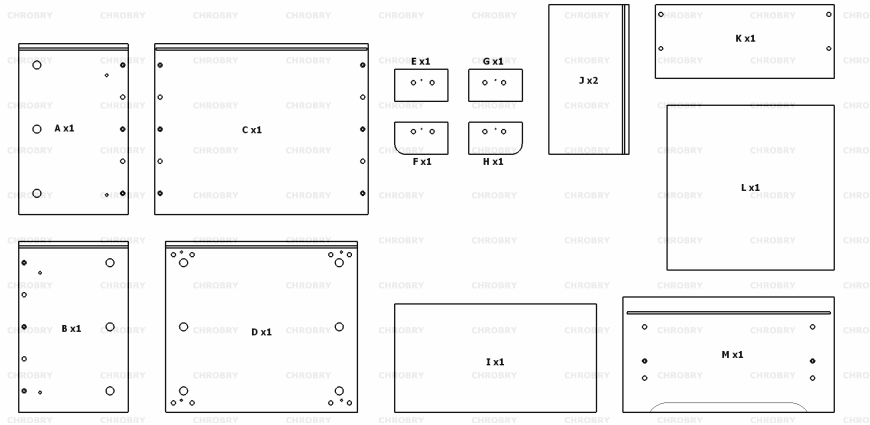 E x1
G x1
K x1
J x2
A x1
C x1
F x1
H x1
L x1
B x1
D x1
M x1
I x1
CHROBRY